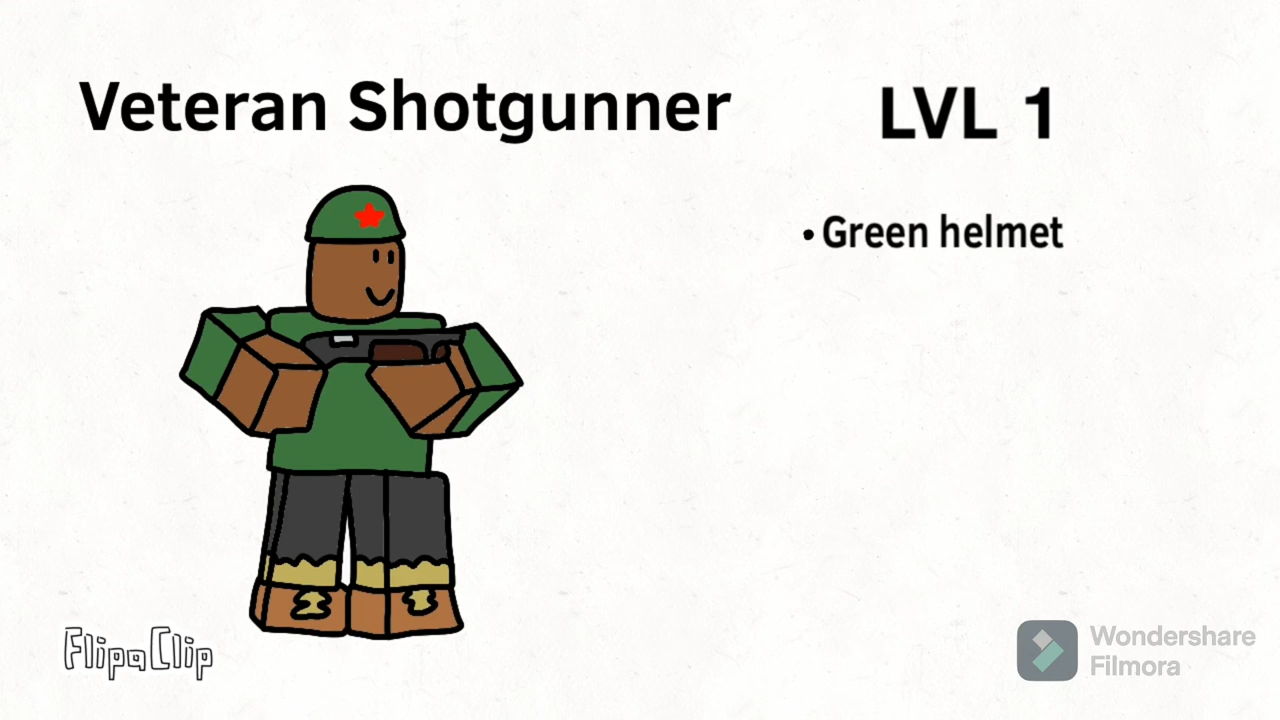 Veteran Shotgunner
LVL 1
• Green helmet
FlipaClip
Wondershare
Filmora